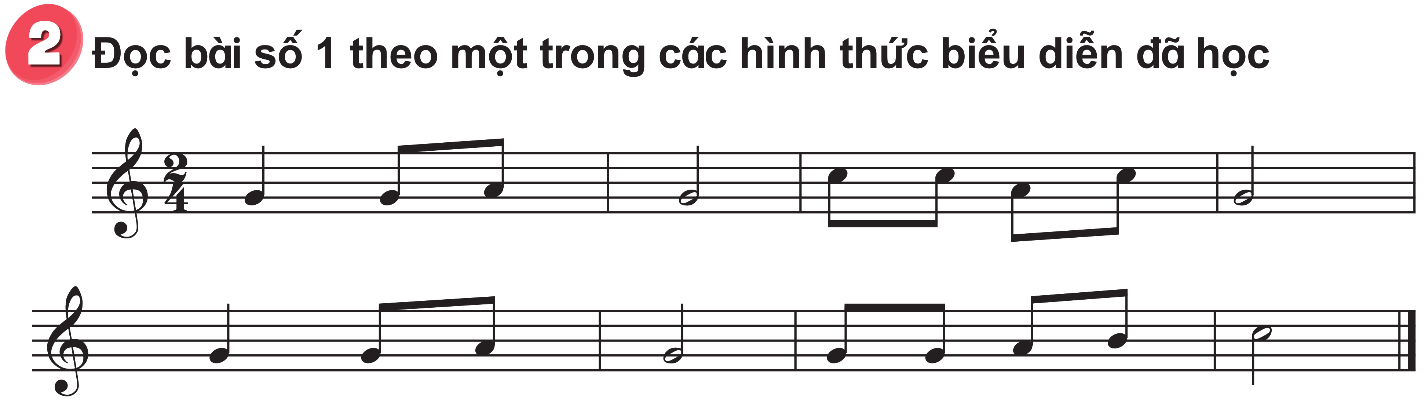 2 Đọc bài số 1 theo một trong các hình thức biểu diễn đã học
2
4